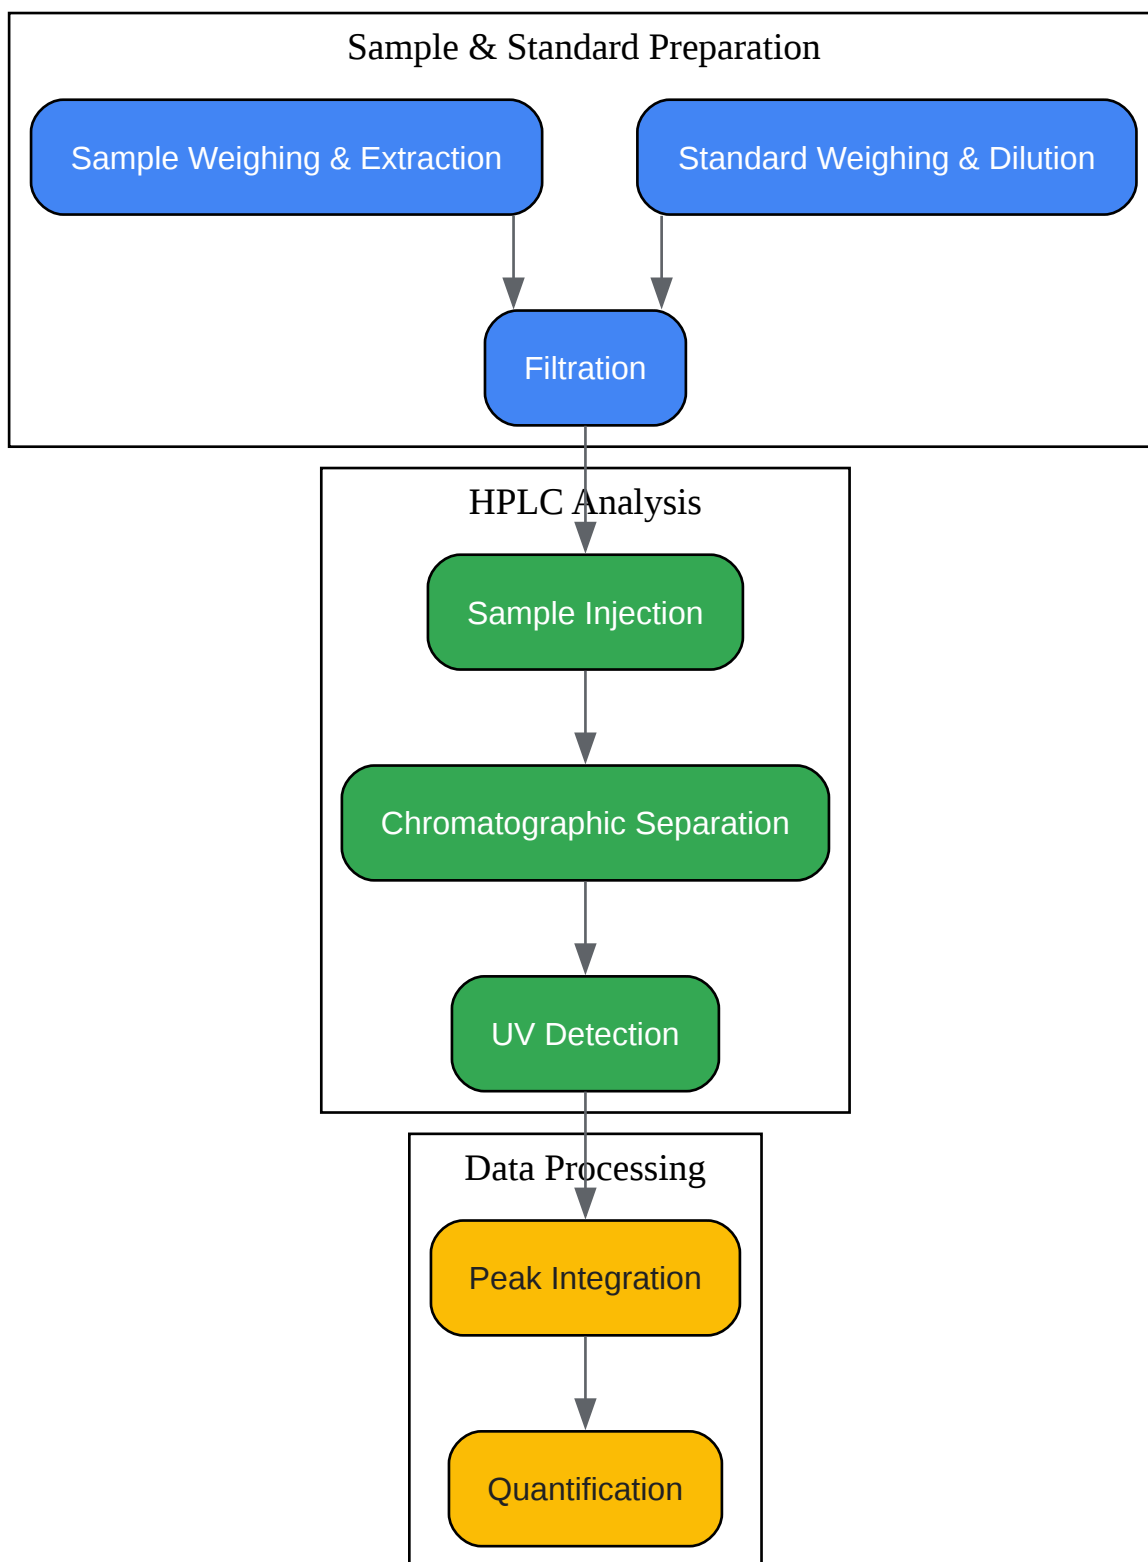 Sample & Standard Preparation
Sample Weighing & Extraction
Standard Weighing & Dilution
Filtration
HPLC Analysis
Sample Injection
Chromatographic Separation
UV Detection
Data Processing
Peak Integration
Quantification